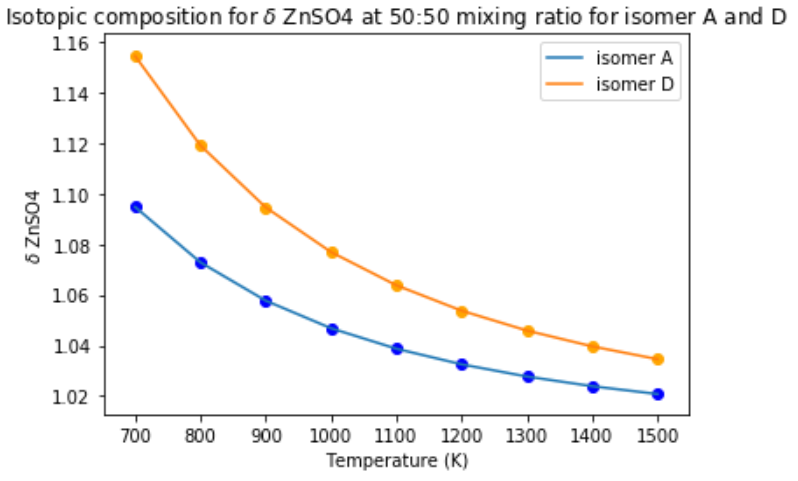 Isotopic composition for δ ZnSO4 at 50:50 mixing ratio for isomer A and D
isomer A
isomer D
1.16
1.14
1.12
1.10
1.08
1.06
1.04
1.02
δ ZnSO4
700 800 900 1000 1100 1200 1300 1400 1500
Temperature (K)